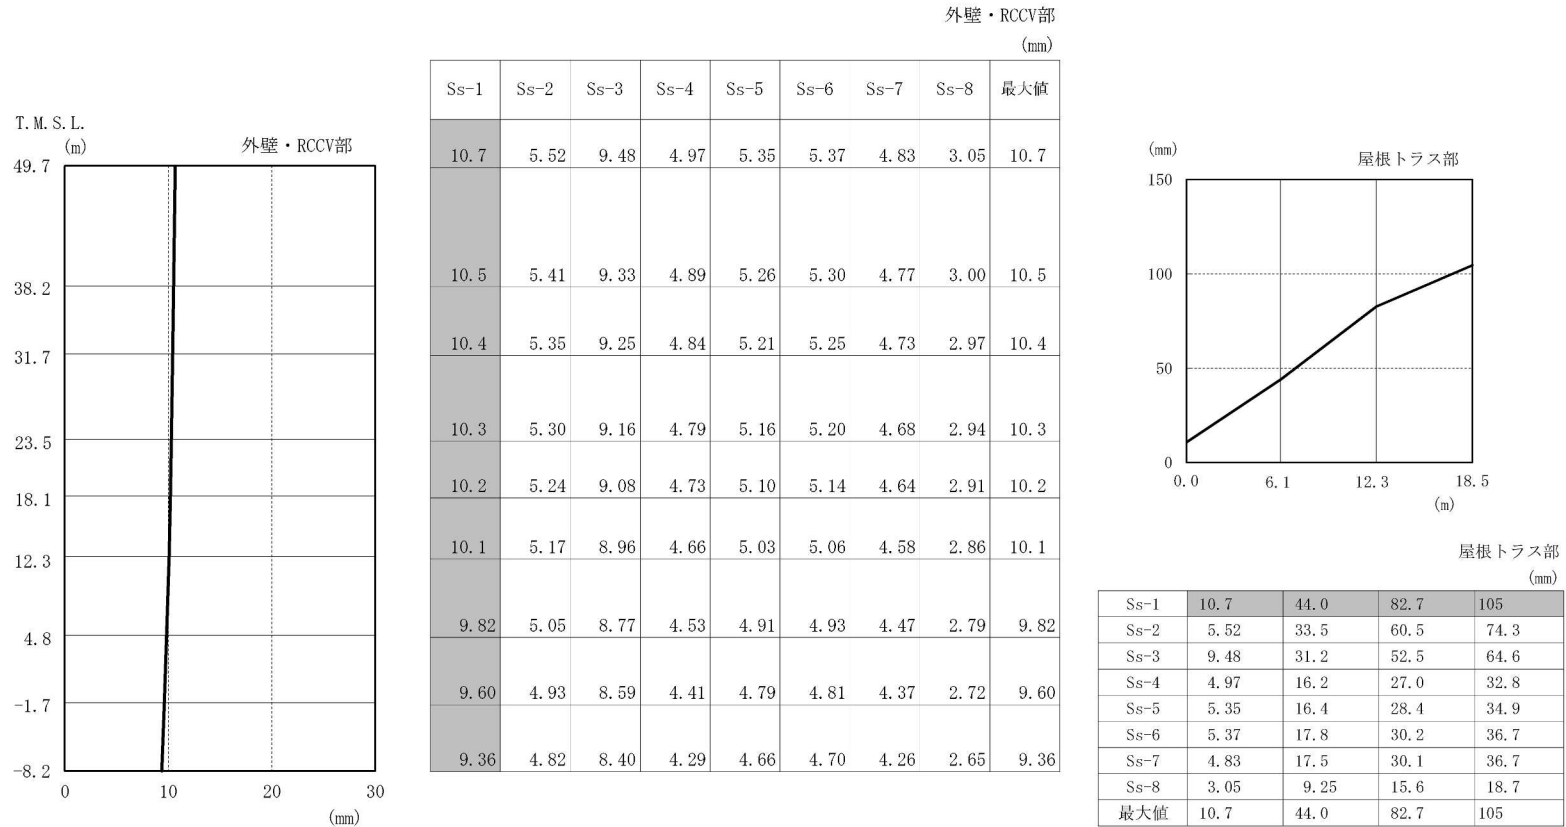 T.M.S.L.
(m)
外壁・RCCV部
49.7
38.2
31.7
23.5
18.1
12.3
4.8
-1.7
-8.2
0 10 20 30
(mm)
外壁・RCCV部
(mm)
Ss-1 Ss-2 Ss-3 Ss-4 Ss-5 Ss-6 Ss-7 Ss-8 最大値
10.7 5.52 9.48 4.97 5.35 5.37 4.83 3.05 10.7
10.5 5.41 9.33 4.89 5.26 5.30 4.77 3.00 10.5
10.4 5.35 9.25 4.84 5.21 5.25 4.73 2.97 10.4
10.3 5.30 9.16 4.79 5.16 5.20 4.68 2.94 10.3
10.2 5.24 9.08 4.73 5.10 5.14 4.64 2.91 10.2
10.1 5.17 8.96 4.66 5.03 5.06 4.58 2.86 10.1
9.82 5.05 8.77 4.53 4.91 4.93 4.47 2.79 9.82
9.60 4.93 8.59 4.41 4.79 4.81 4.37 2.72 9.60
9.36 4.82 8.40 4.29 4.66 4.70 4.26 2.65 9.36
(mm)
屋根トラス部
150
100
50
0
0.0 6.1 12.3 18.5
(m)
屋根トラス部
(mm)
Ss-1 10.7 44.0 82.7 105
Ss-2 5.52 33.5 60.5 74.3
Ss-3 9.48 31.2 52.5 64.6
Ss-4 4.97 16.2 27.0 32.8
Ss-5 5.35 16.4 28.4 34.9
Ss-6 5.37 17.8 30.2 36.7
Ss-7 4.83 17.5 30.1 36.7
Ss-8 3.05 9.25 15.6 18.7
最大値 10.7 44.0 82.7 105